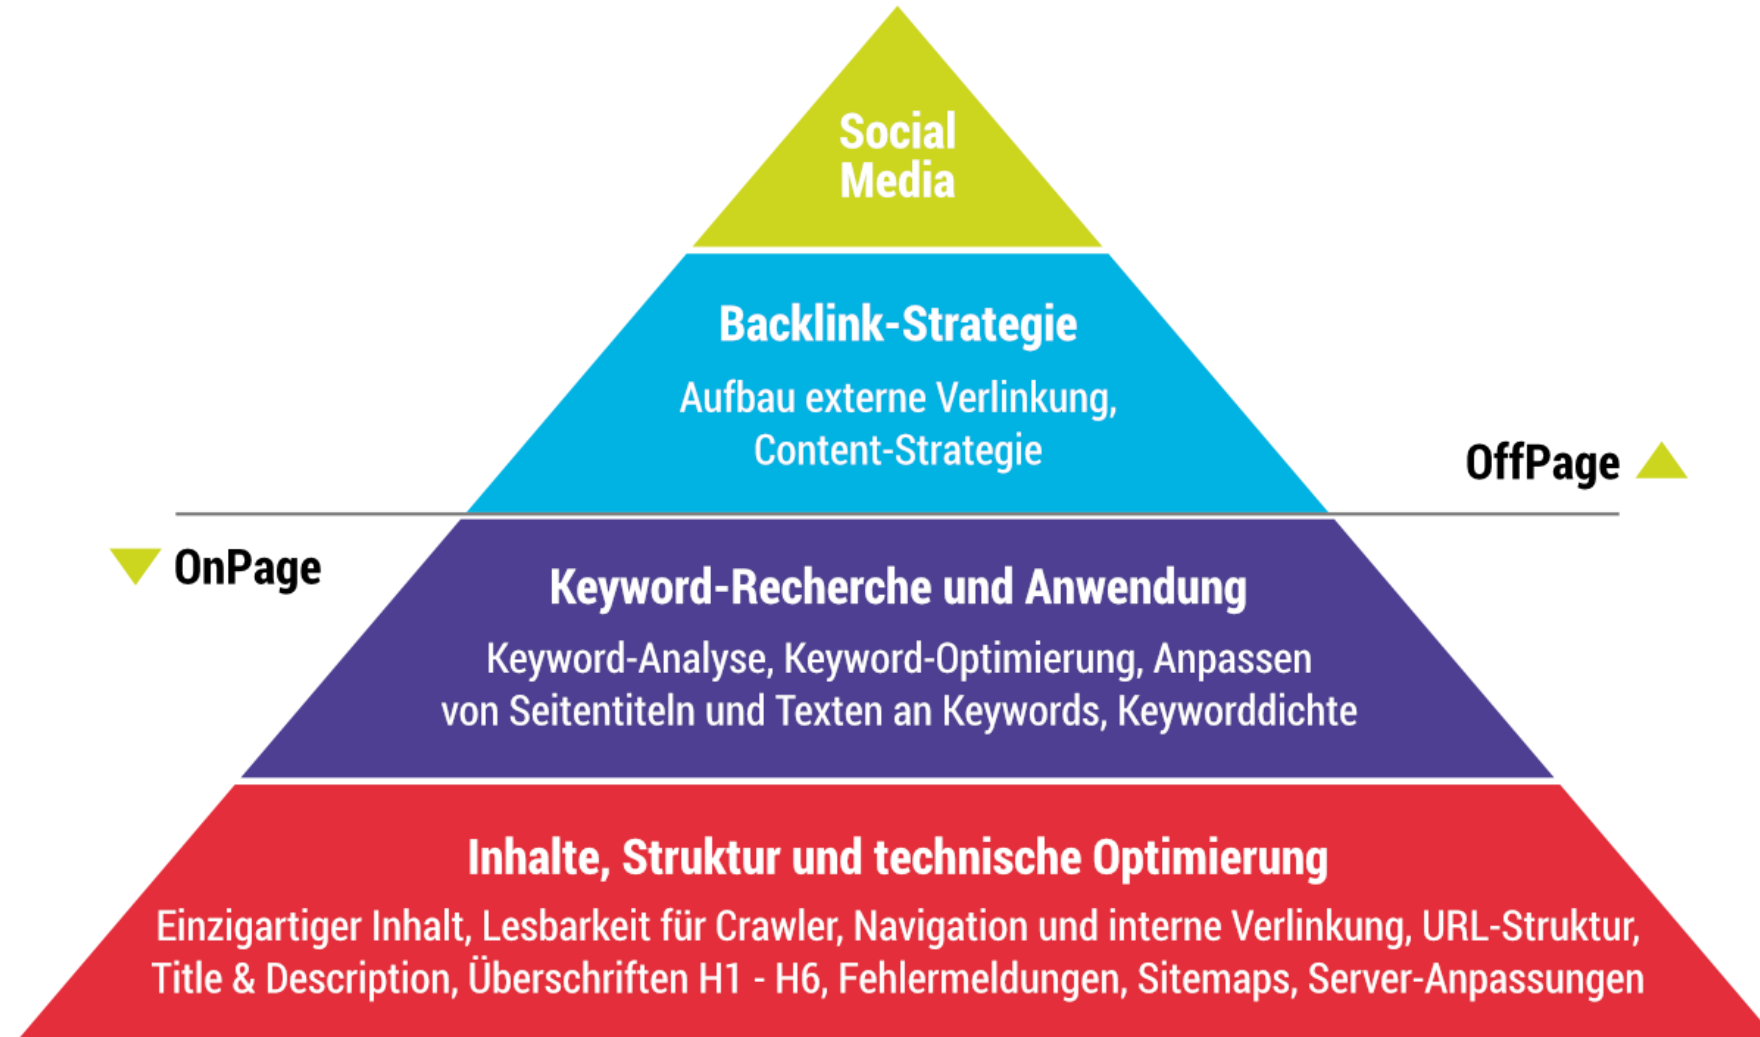 Social
Media
Backlink-Strategie
Aufbau externe Verlinkung,
Content-Strategie
OffPage
OnPage
Keyword-Recherche und Anwendung
Keyword-Analyse, Keyword-Optimierung, Anpassen
von Seitentiteln und Texten an Keywords, Keyworddichte
Inhalte, Struktur und technische Optimierung
Einzigartiger Inhalt, Lesbarkeit für Crawler, Navigation und interne Verlinkung, URL-Struktur,
Title & Description, Überschriften H1 - H6, Fehlermeldungen, Sitemaps, Server-Anpassungen